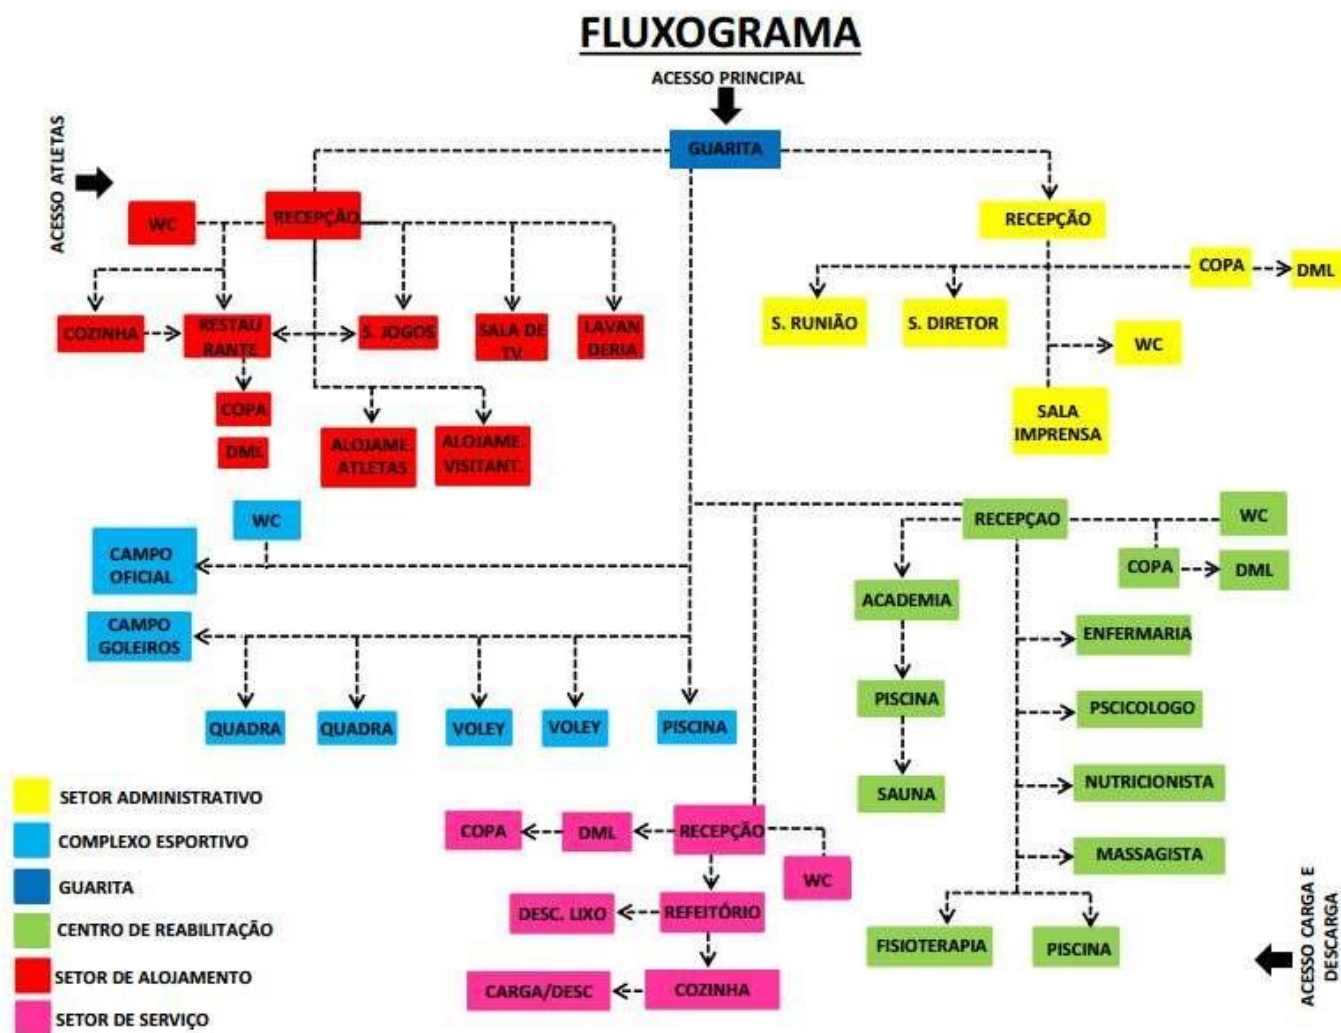 FLUXOGRAMA
ACESSO PRINCIPAL
GUARITA
ACESSO ATLETAS
WC
RECEPÇÃO
COZINHA
RESTAU
RANTE
S. JOGOS
SALA DE
TV
LAVAN
DERIA
COPA
DML
ALOJAME.
ATLETAS
ALOJAME.
VISITANT.
RECEPÇÃO
COPA
DML
S. RUNIÃO
S. DIRETOR
WC
SALA
IMPRENSA
WC
CAMPO
OFICIAL
CAMPO
GOLEIROS
QUADRA
QUADRA
VOLEY
VOLEY
PISCINA
RECEPÇAO
WC
COPA
DML
ACADEMIA
ENFERMARIA
PISCINA
PSCICOLOGO
SAUNA
NUTRICIONISTA
MASSAGISTA
FISIOTERAPIA
PISCINA
COPA
DML
RECEPÇÃO
WC
DESC. LIXO
REFEITÓRIO
CARGA/DESC
COZINHA
SETOR ADMINISTRATIVO
COMPLEXO ESPORTIVO
GUARITA
CENTRO DE REABILITAÇÃO
SETOR DE ALOJAMENTO
SETOR DE SERVIÇO
ACESSO CARGA E
DESCARGA